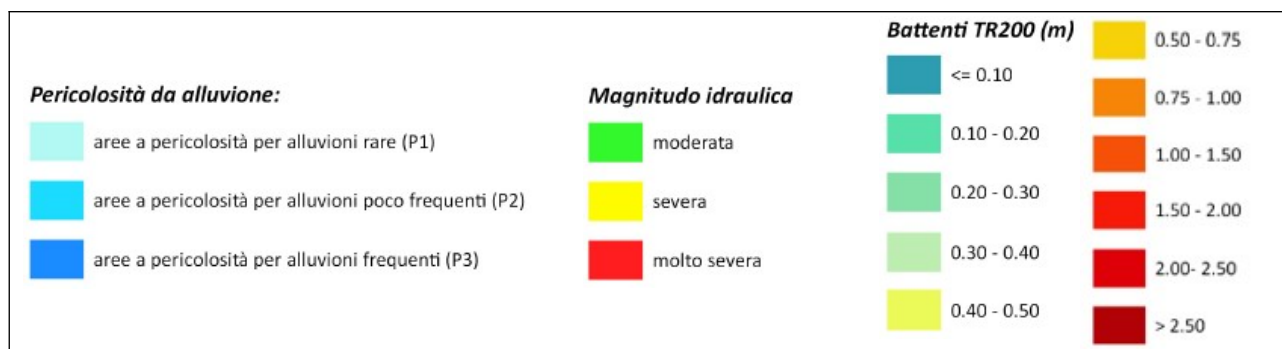 Pericolosità da alluvione:
aree a pericolosità per alluvioni rare (P1)
aree a pericolosità per alluvioni poco frequenti (P2)
aree a pericolosità per alluvioni frequenti (P3)
Magnitudo idraulica
moderata
severa
molto severa
Battenti TR200 (m)
<= 0.10
0.10 - 0.20
0.20 - 0.30
0.30 - 0.40
0.40 - 0.50
0.50 - 0.75
0.75 - 1.00
1.00 - 1.50
1.50 - 2.00
2.00- 2.50
> 2.50